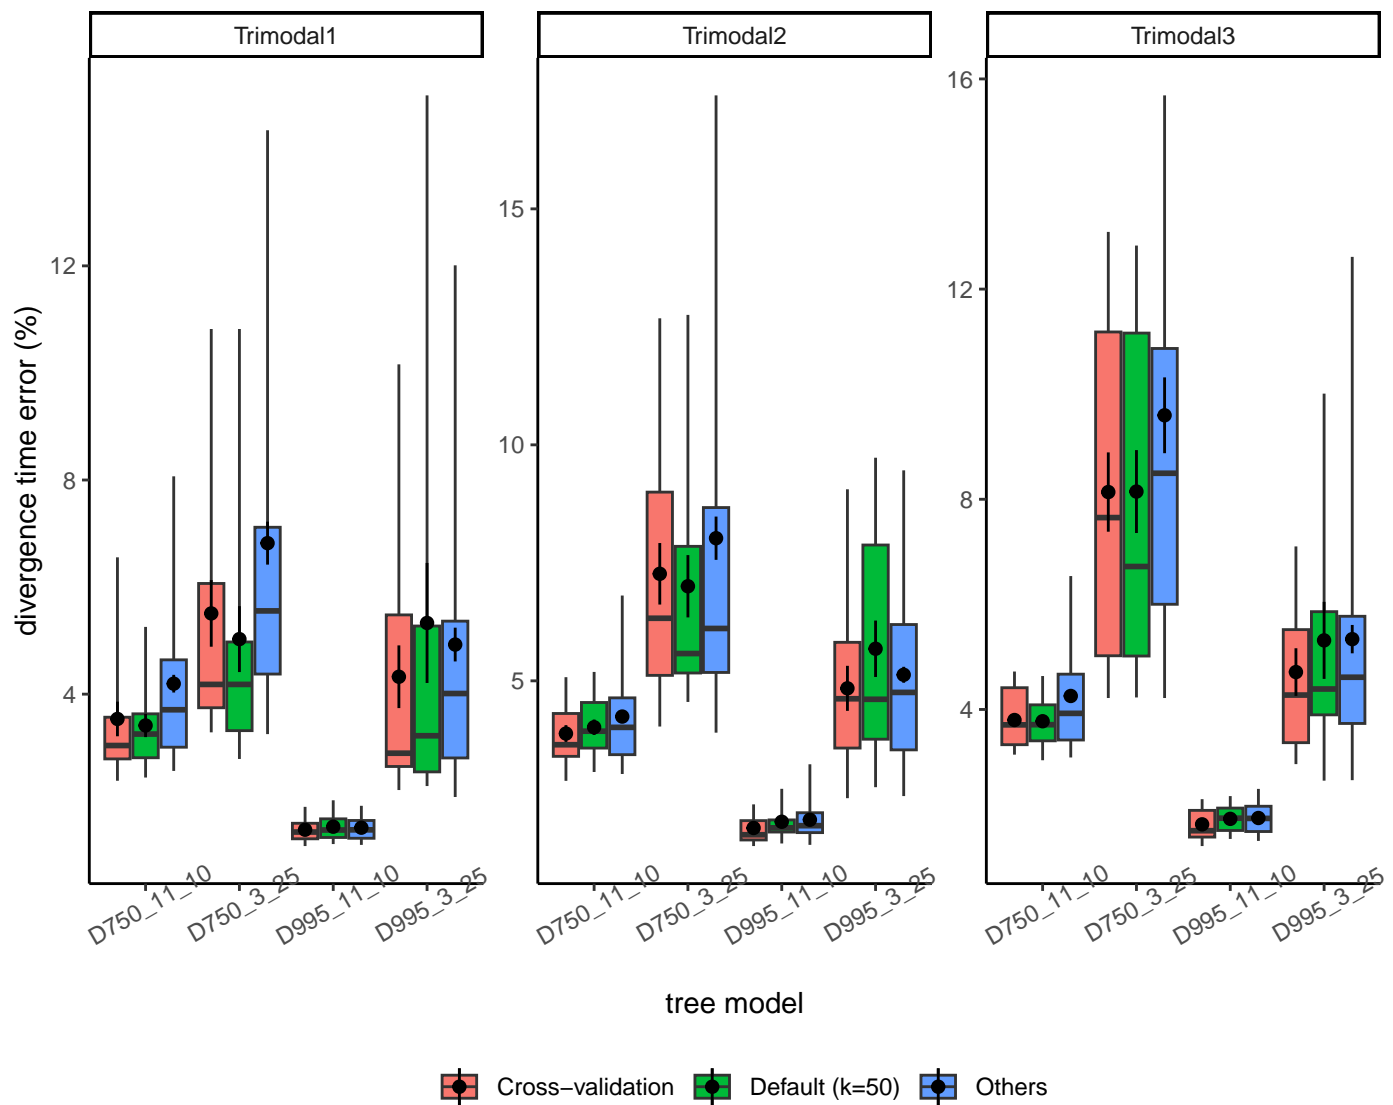 Trimodal1
Trimodal2
Trimodal3
divergence time error (%)
12
8
4
15
10
5
16
12
8
4
D750_11_10
D750_3_25
D995_11_10
D995_3_25
D750_11_10
D750_3_25
D995_11_10
D995_3_25
D750_11_10
D750_3_25
D995_11_10
D995_3_25
tree model
Cross−validation
Default (k=50)
Others